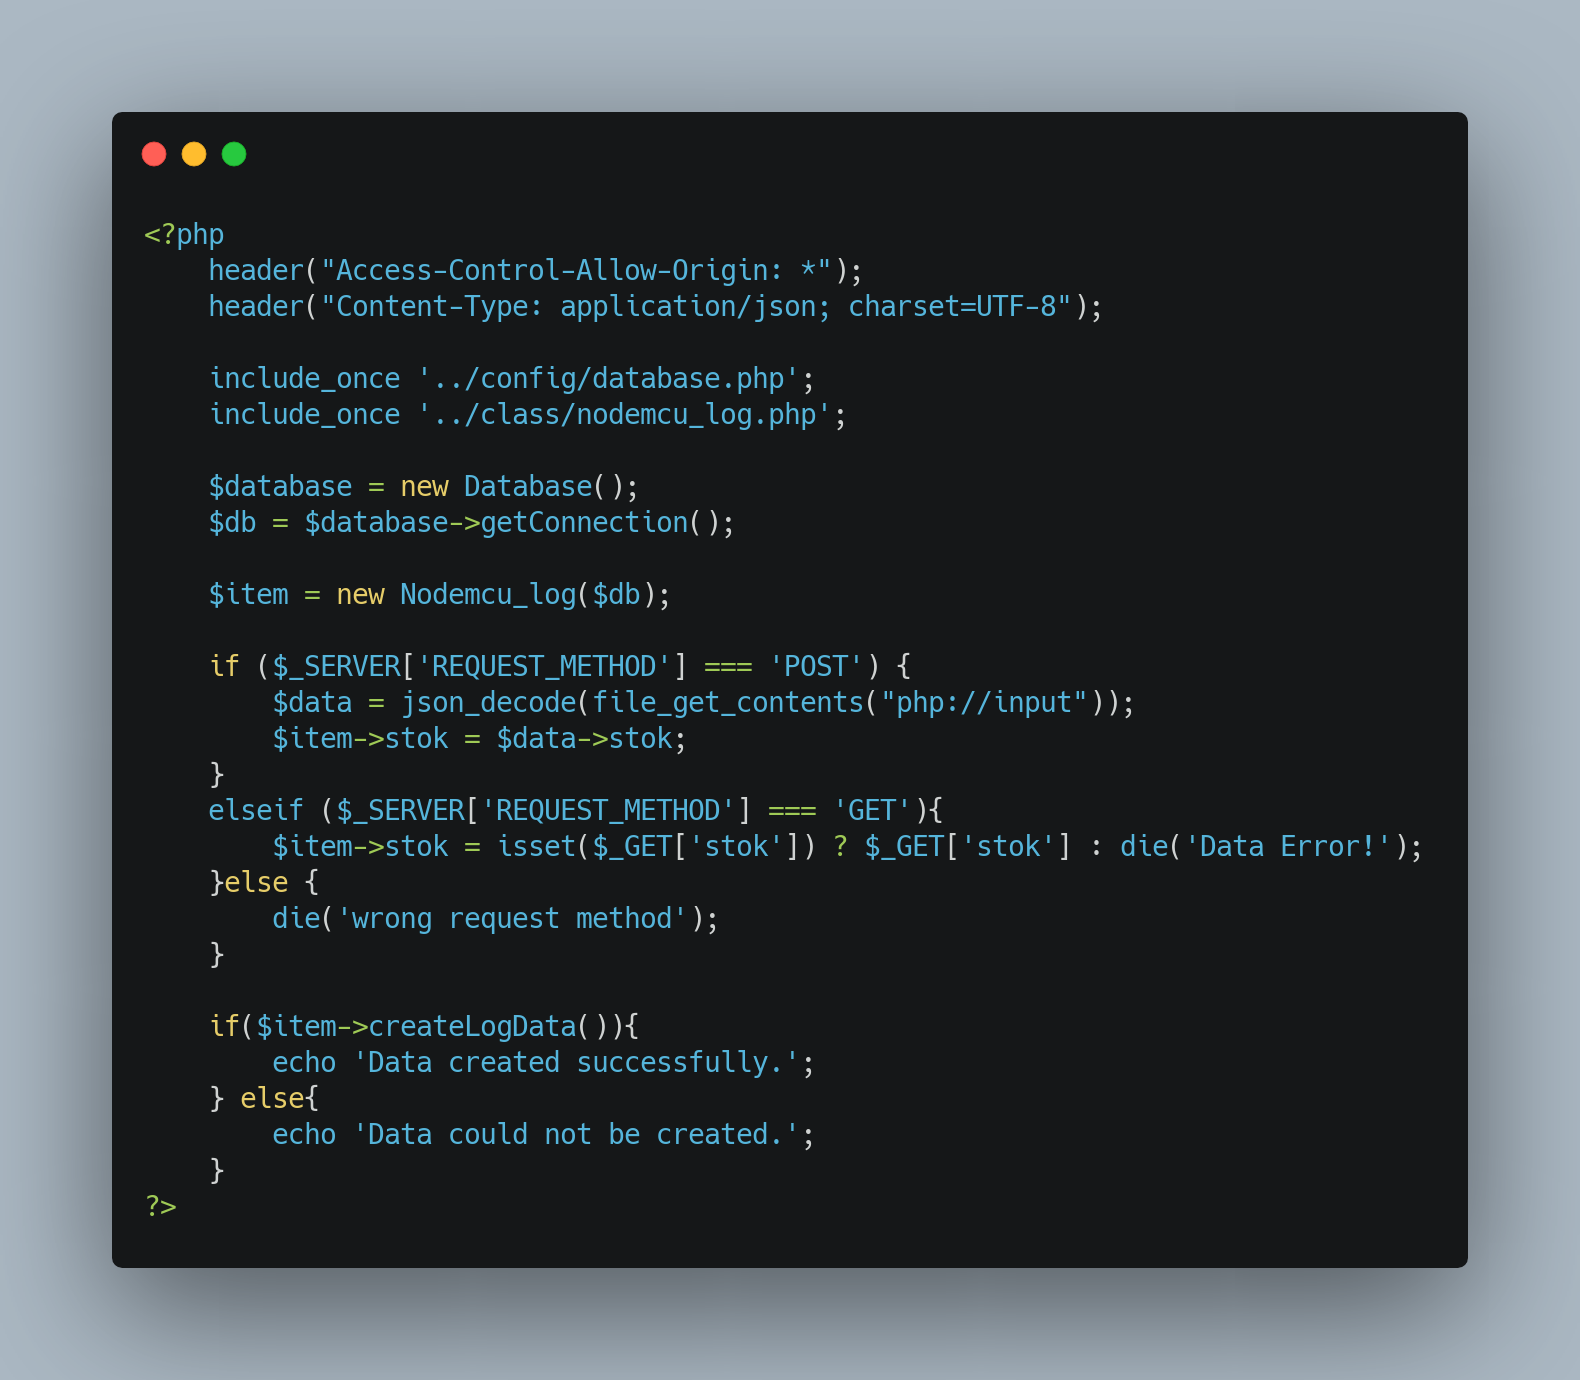 <?php
    header("Access-Control-Allow-Origin: *");
    header("Content-Type: application/json; charset=UTF-8");

    include_once '../config/database.php';
    include_once '../class/nodemcu_log.php';

    $database = new Database();
    $db = $database->getConnection();

    $item = new Nodemcu_log($db);

    if ($_SERVER['REQUEST_METHOD'] === 'POST') {
        $data = json_decode(file_get_contents("php://input"));
        $item->stok = $data->stok;
    }
    elseif ($_SERVER['REQUEST_METHOD'] === 'GET'){
        $item->stok = isset($_GET['stok']) ? $_GET['stok'] : die('Data Error!');
    }else {
        die('wrong request method');
    }

    if($item->createLogData()){
        echo 'Data created successfully.';
    } else{
        echo 'Data could not be created.';
    }
?>